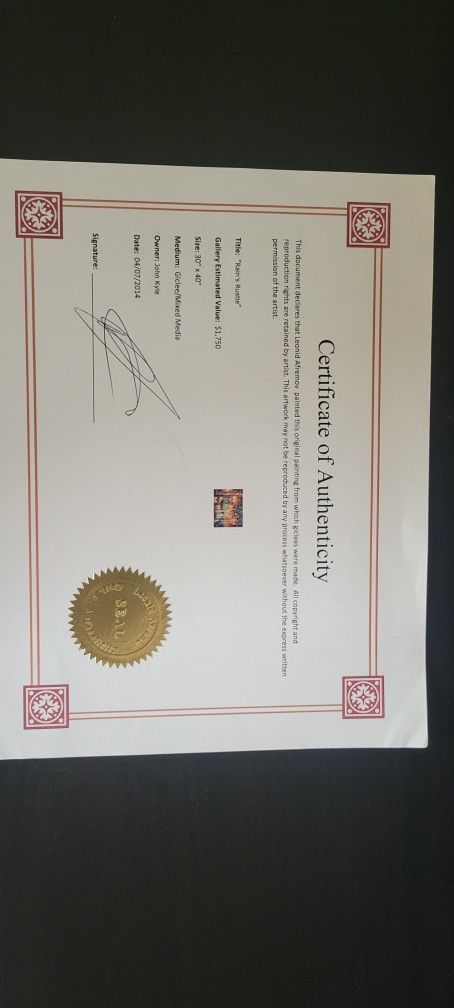 Certificate of Authenticity
This document declares that Leonid Afremov painted this original painting from which giclees were made. All copyright and
reproduction rights are retained by artist. This artwork may not be reproduced by any process whatsoever without the express written
permission of the artist.
Title: "Rain's Rustle"
Gallery Estimated Value: $1,750
Size: 30" x 40"
Medium: Giclee/Mixed Media
Owner: John Kyle
Date: 04/07/2014
Signature:
SEAL